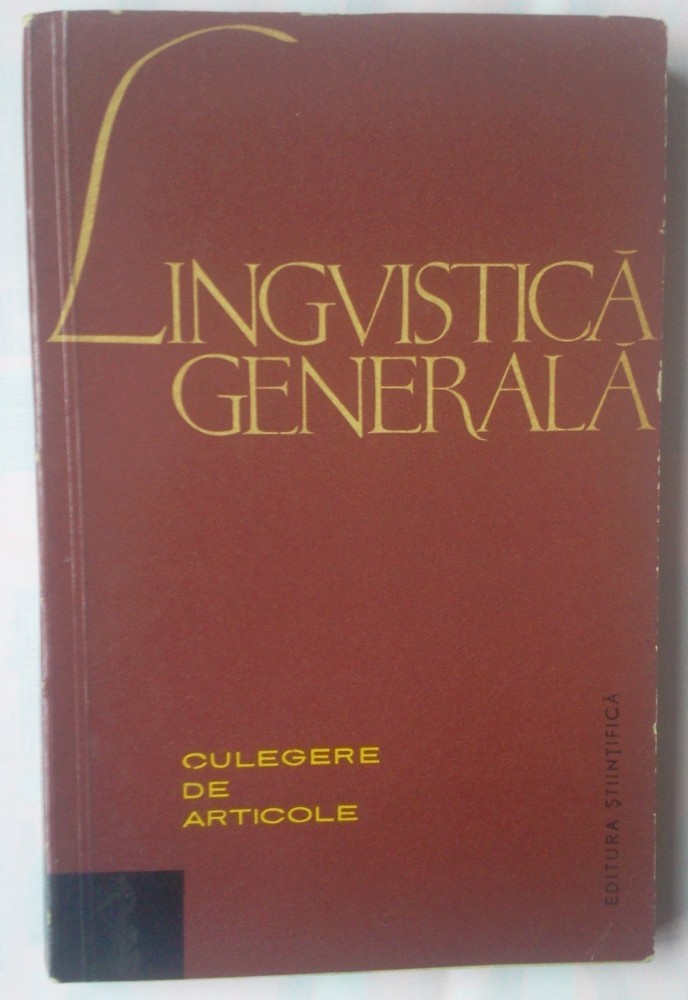 LINGVISTICĂ
GENERALĂ
CULEGERE
DE
ARTICOLE
EDITURA ŞTIINŢIFICĂ